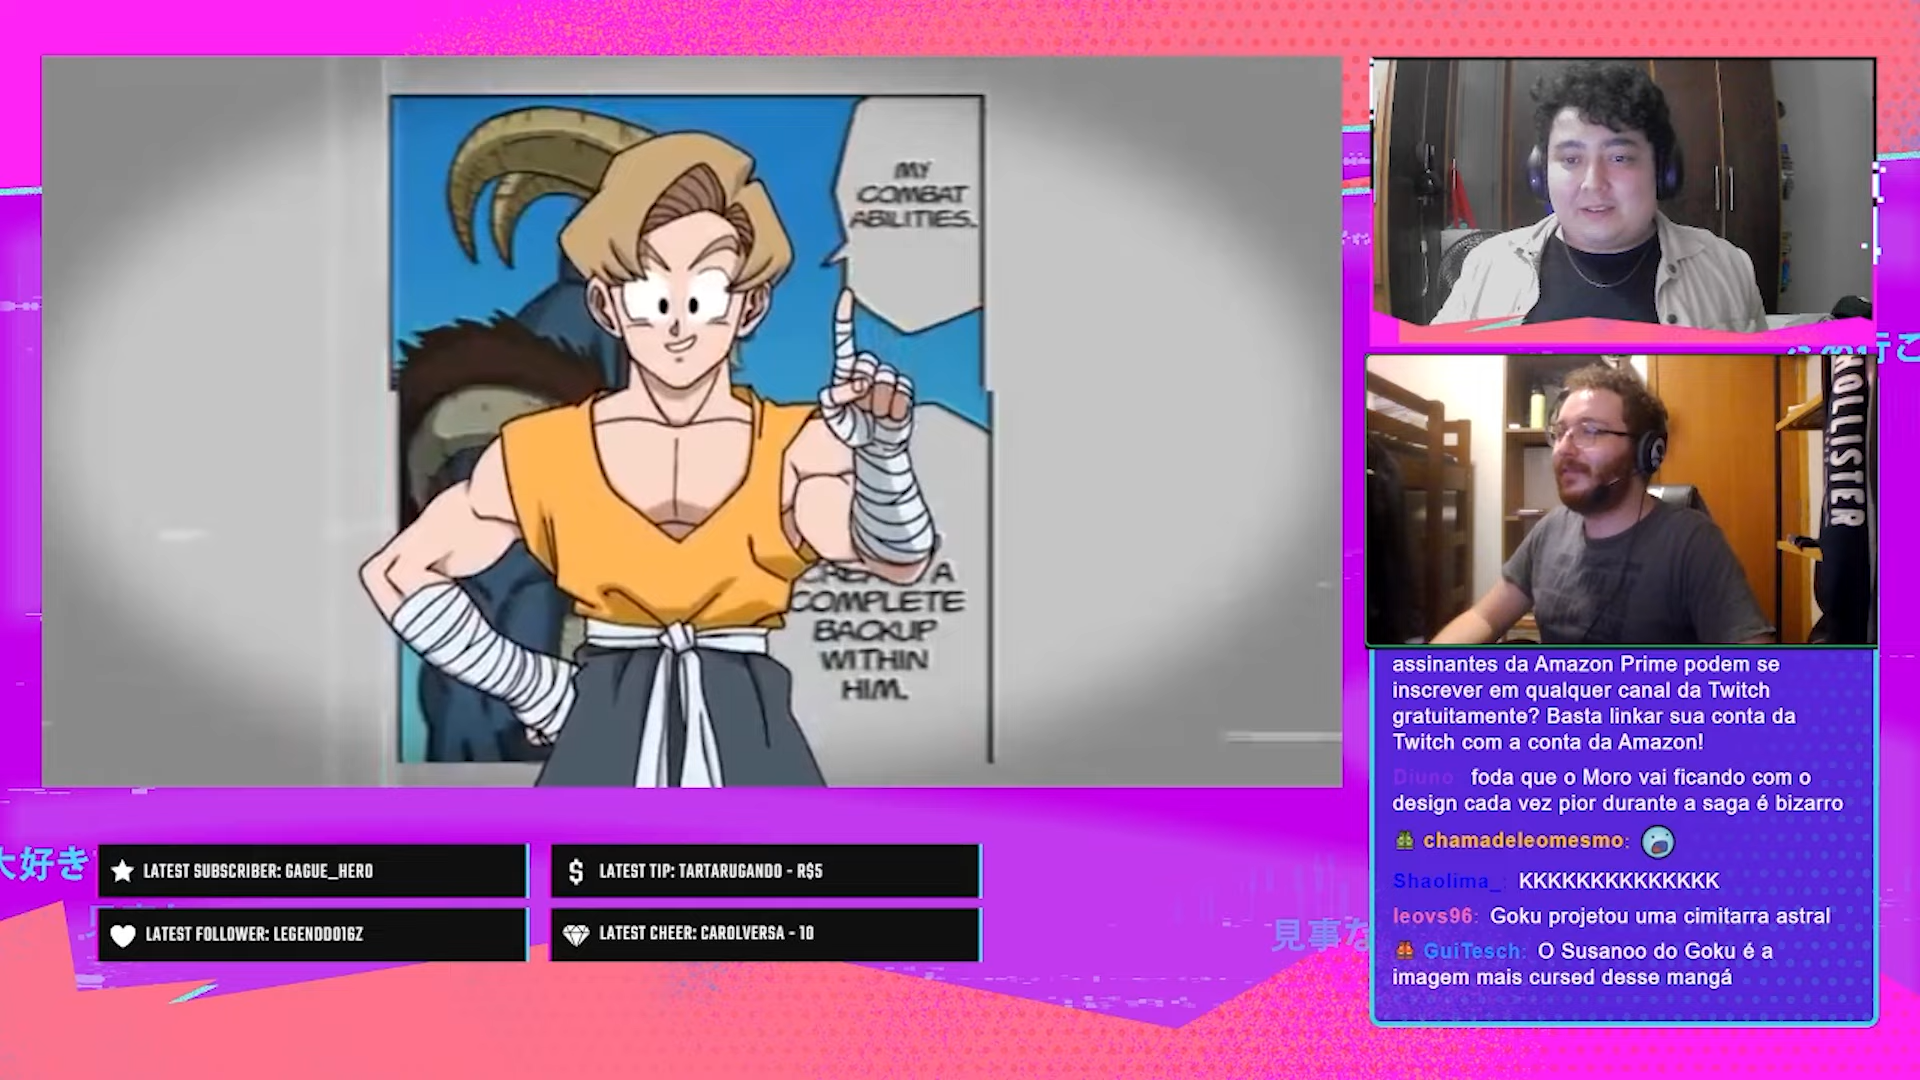 MY
COMBAT
ABILITIES.
COMPLETE
BACKUP
WITHIN
HIM.
HOLLISTER
assinantes da Amazon Prime podem se
inscrever em qualquer canal da Twitch
gratuitamente? Basta linkar sua conta da
Twitch com a conta da Amazon!
Diuno foda que o Moro vai ficando com o
design cada vez pior durante a saga é bizarro
chamadeleomesmo:
Shaolima_: KKKKKKKKKKKKKK
leovs96: Goku projetou uma cimitarra astral
GuiTesch: O Susanoo do Goku é a
imagem mais cursed desse mangá
大好き
LATEST SUBSCRIBER: GAGUE_HERO
LATEST TIP: TARTARUGANDO - R$5
LATEST FOLLOWER: LEGENDD016Z
LATEST CHEER: CAROLVERSA - 10
見事な